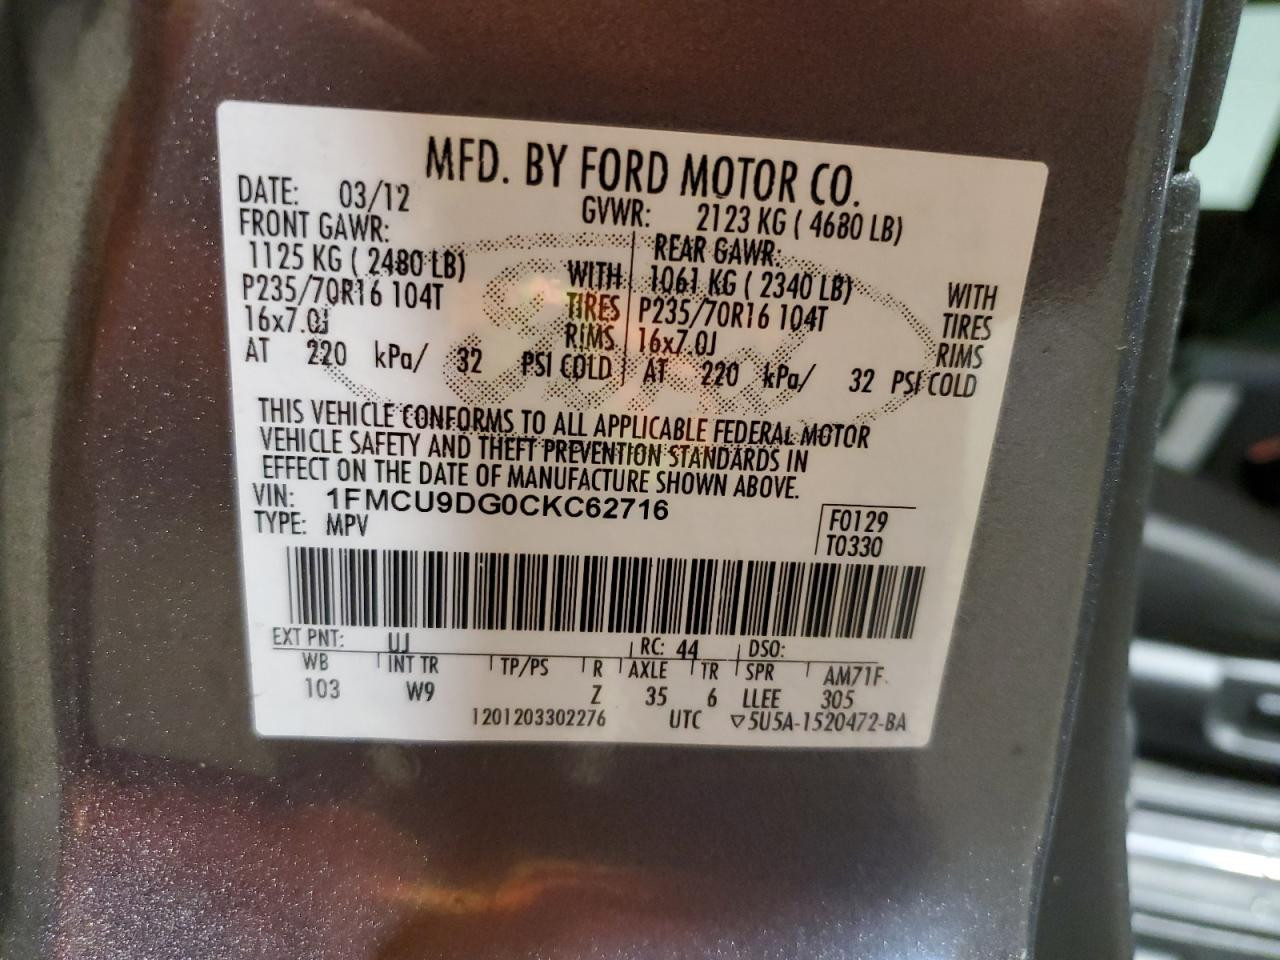 MFD. BY FORD MOTOR CO.
DATE: 03/12 GVWR: 2123 KG ( 4680 LB)
FRONT GAWR: REAR GAWR:
1125 KG ( 2480 LB) WITH 1061 KG ( 2340 LB) WITH
P235/70R16 104T TIRES P235/70R16 104T TIRES
16x7.0J RIMS 16x7.0J RIMS
AT 220 kPa/ 32 PSI COLD AT 220 kPa/ 32 PSI COLD
THIS VEHICLE CONFORMS TO ALL APPLICABLE FEDERAL MOTOR
VEHICLE SAFETY AND THEFT PREVENTION STANDARDS IN
EFFECT ON THE DATE OF MANUFACTURE SHOWN ABOVE.
VIN: 1FMCU9DG0CKC62716 F0129
TYPE: MPV T0330
EXT PNT: UJ RC: 44 DSO:
WB INT TR TP/PS R AXLE TR SPR AM71F
103 W9 Z 35 6 LLEE 305
1201203302276 UTC ▽5U5A-1520472-BA